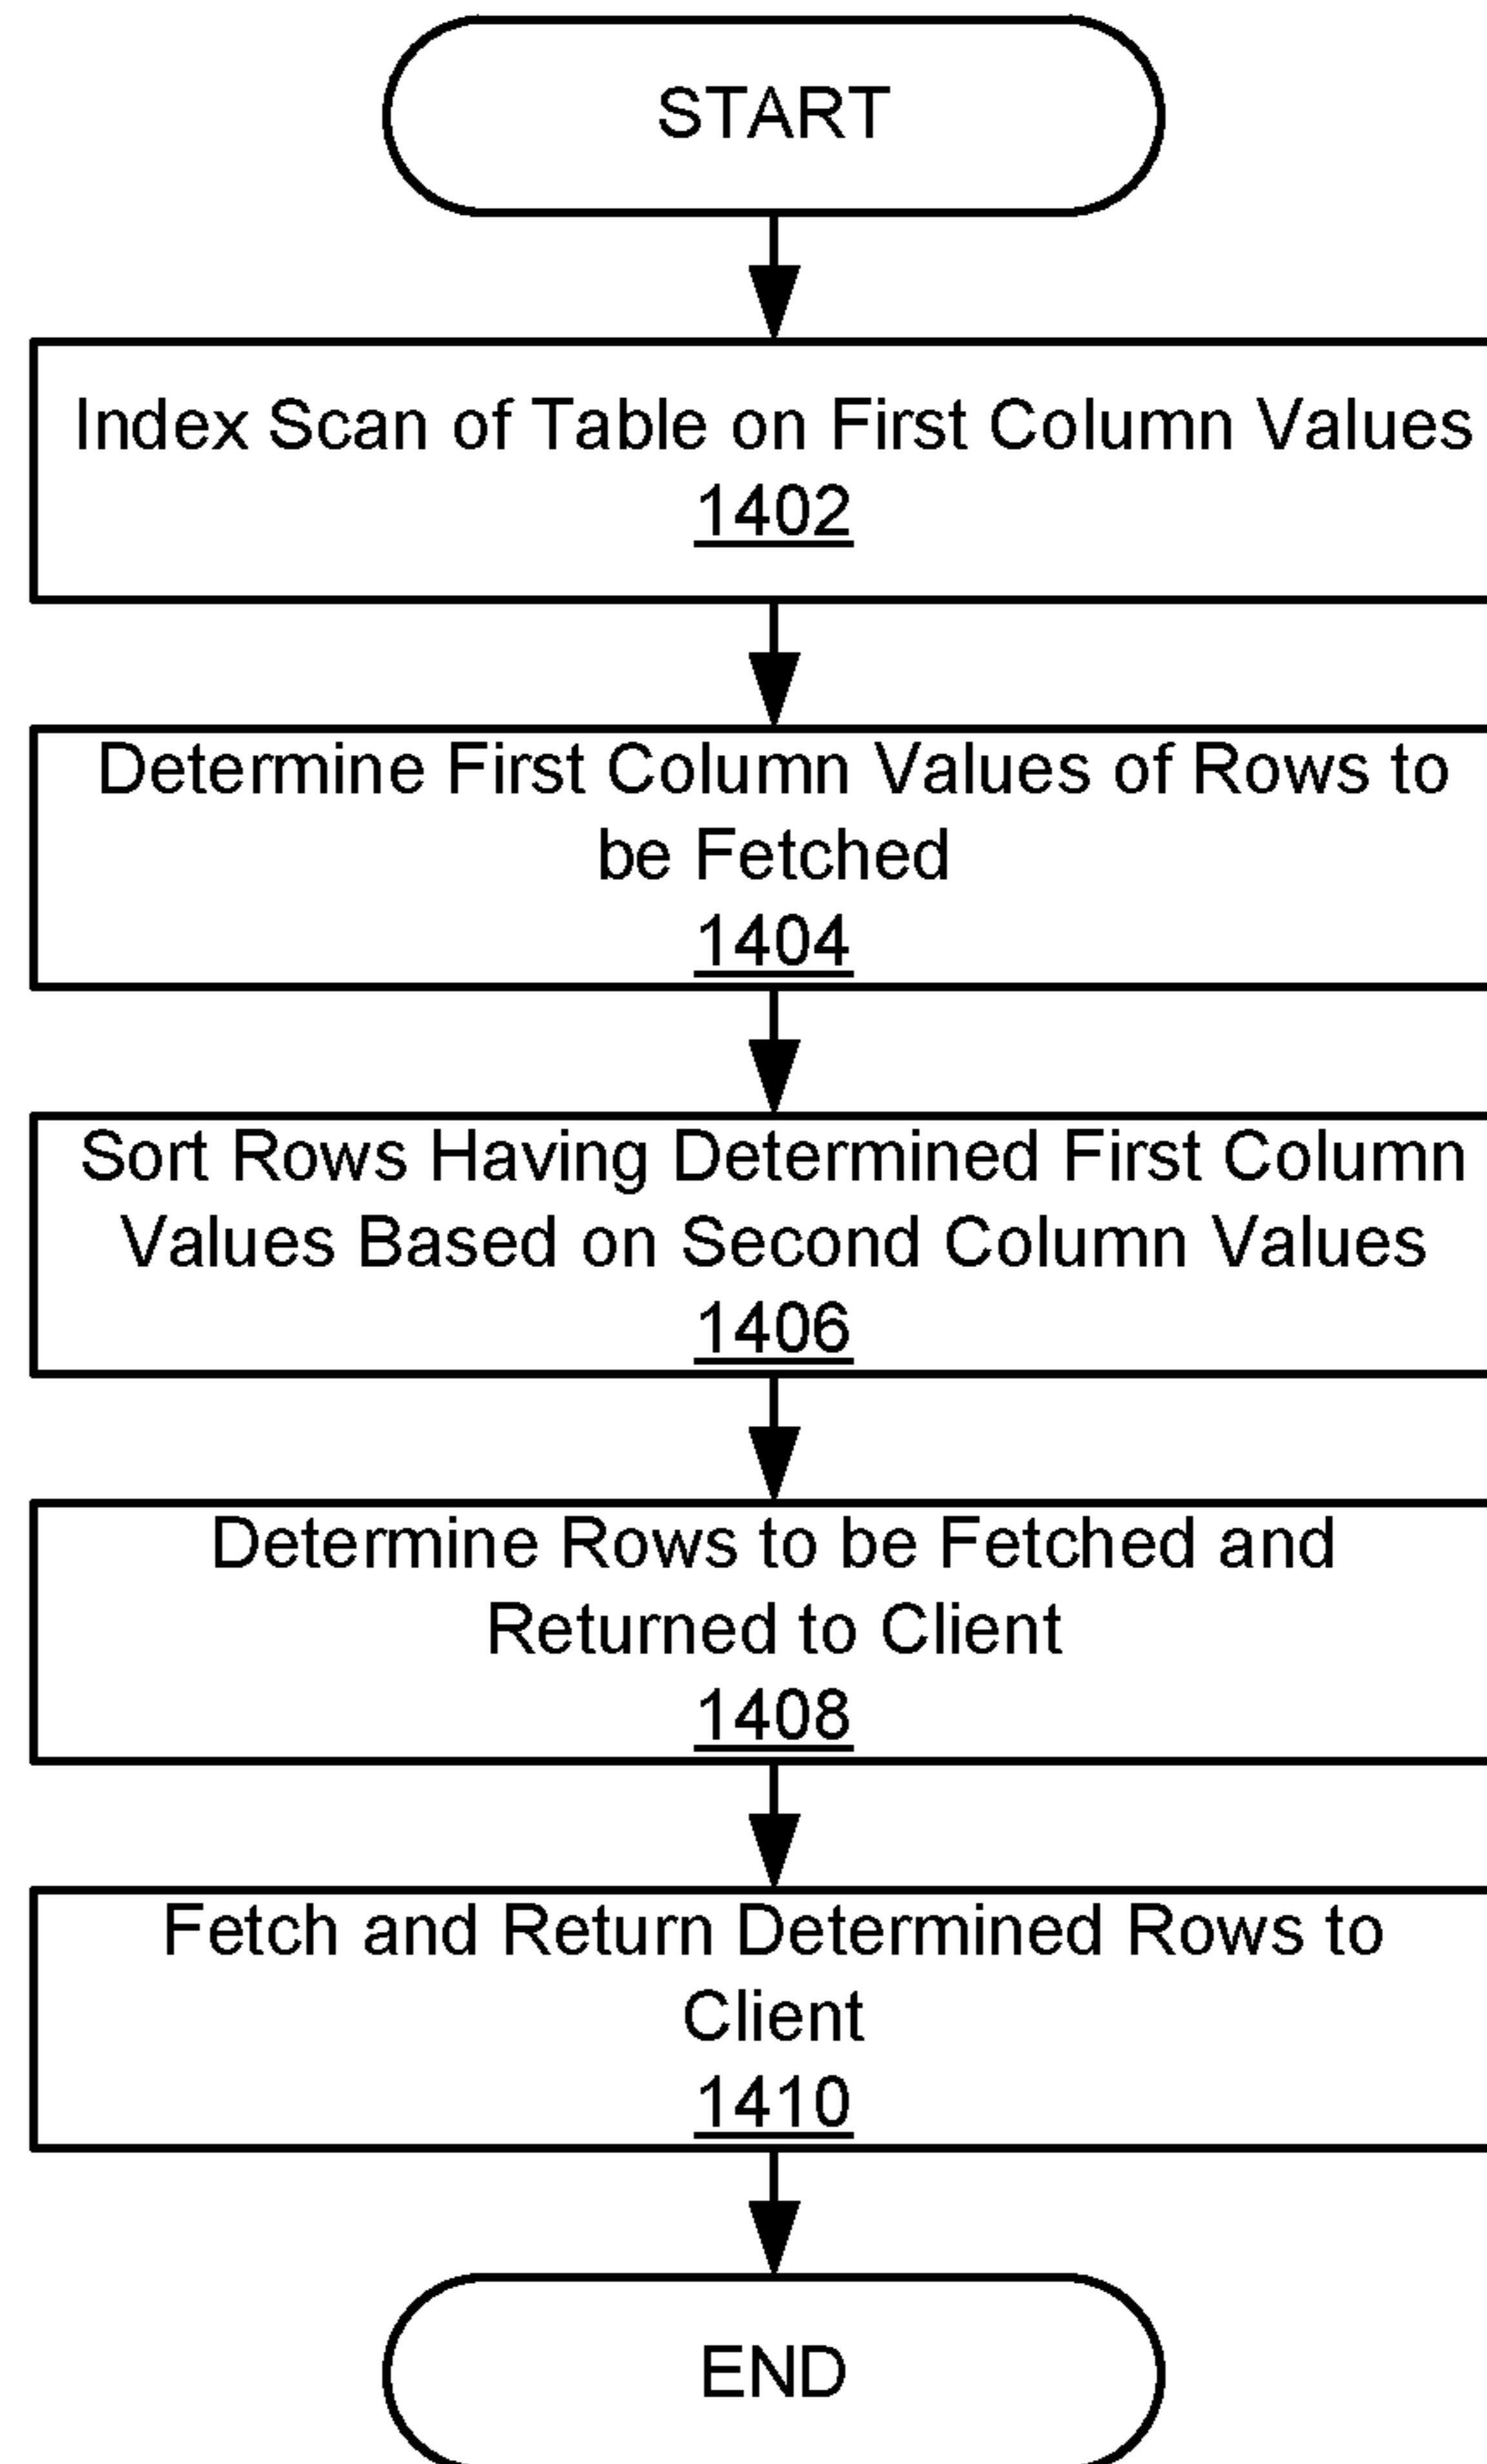 START
Index Scan of Table on First Column Values
1402
Determine First Column Values of Rows to
be Fetched
1404
Sort Rows Having Determined First Column
Values Based on Second Column Values
1406
Determine Rows to be Fetched and
Returned to Client
1408
Fetch and Return Determined Rows to
Client
1410
END